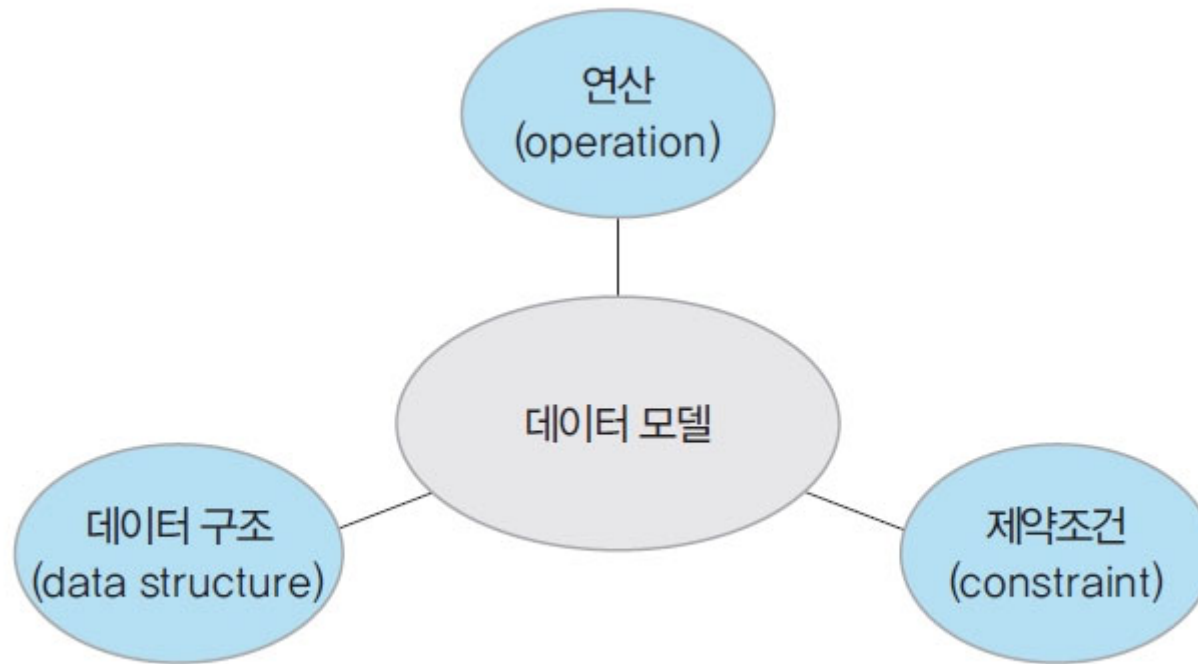 연산
(operation)
데이터 모델
데이터 구조
(data structure)
제약조건
(constraint)